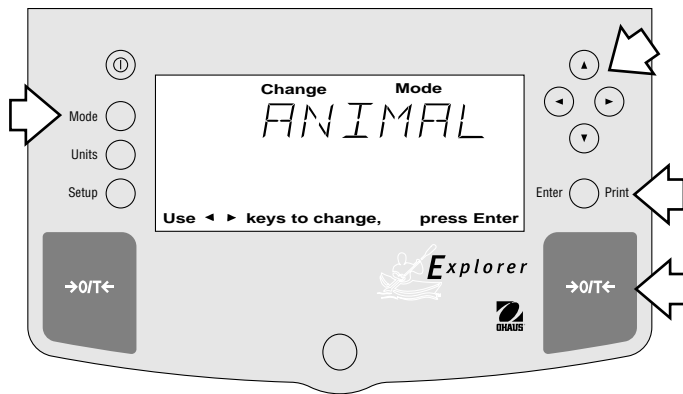 Change Mode
ANIMAL
Mode
Units
Setup
Use ◄ ► keys to change, press Enter
Enter Print
Explorer
→0/T← →0/T←
OHAUS